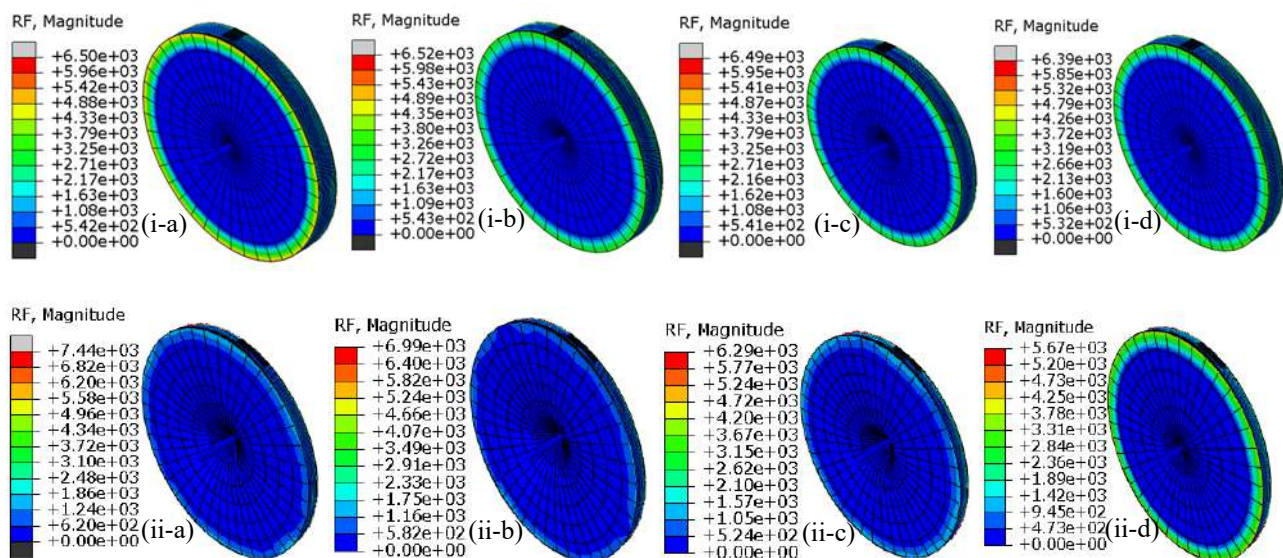 RF, Magnitude
+6.50e+03
+5.96e+03
+5.42e+03
+4.88e+03
+4.33e+03
+3.79e+03
+3.25e+03
+2.71e+03
+2.17e+03
+1.63e+03
+1.08e+03
+5.42e+02
+0.00e+00
(i-a)
RF, Magnitude
+6.52e+03
+5.98e+03
+5.43e+03
+4.89e+03
+4.35e+03
+3.80e+03
+3.26e+03
+2.72e+03
+2.17e+03
+1.63e+03
+1.09e+03
+5.43e+02
+0.00e+00
(i-b)
RF, Magnitude
+6.49e+03
+5.95e+03
+5.41e+03
+4.87e+03
+4.33e+03
+3.79e+03
+3.25e+03
+2.71e+03
+2.16e+03
+1.62e+03
+1.08e+03
+5.41e+02
+0.00e+00
(i-c)
RF, Magnitude
+6.39e+03
+5.85e+03
+5.32e+03
+4.79e+03
+4.26e+03
+3.72e+03
+3.19e+03
+2.66e+03
+2.13e+03
+1.60e+03
+1.06e+03
+5.32e+02
+0.00e+00
(i-d)
RF, Magnitude
+7.44e+03
+6.82e+03
+6.20e+03
+5.58e+03
+4.96e+03
+4.34e+03
+3.72e+03
+3.10e+03
+2.48e+03
+1.86e+03
+1.24e+03
+6.20e+02
+0.00e+00
(ii-a)
RF, Magnitude
+6.99e+03
+6.40e+03
+5.82e+03
+5.24e+03
+4.66e+03
+4.07e+03
+3.49e+03
+2.91e+03
+2.33e+03
+1.75e+03
+1.16e+03
+5.82e+02
+0.00e+00
(ii-b)
RF, Magnitude
+6.29e+03
+5.77e+03
+5.24e+03
+4.72e+03
+4.20e+03
+3.67e+03
+3.15e+03
+2.62e+03
+2.10e+03
+1.57e+03
+1.05e+03
+5.24e+02
+0.00e+00
(ii-c)
RF, Magnitude
+5.67e+03
+5.20e+03
+4.73e+03
+4.25e+03
+3.78e+03
+3.31e+03
+2.84e+03
+2.36e+03
+1.89e+03
+1.42e+03
+9.45e+02
+4.73e+02
+0.00e+00
(ii-d)